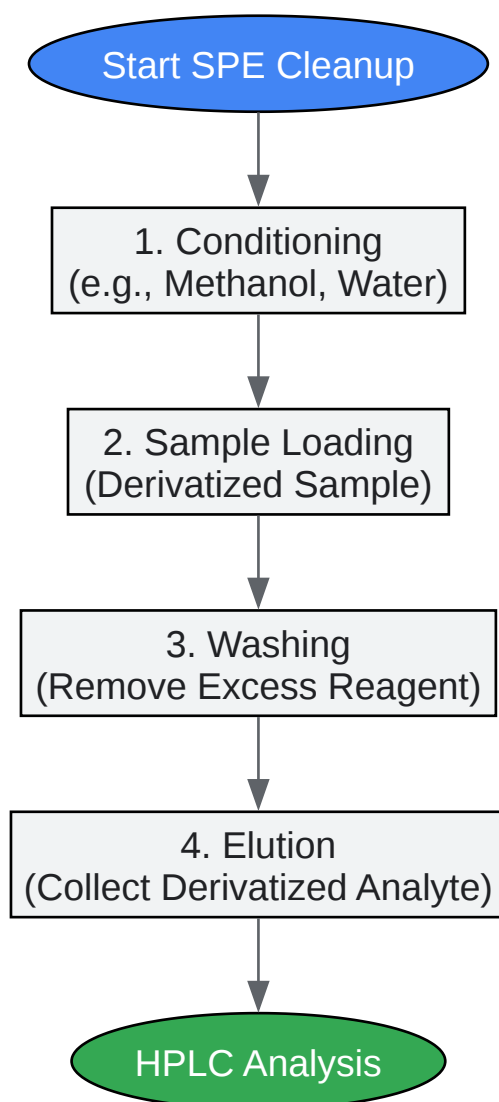 Start SPE Cleanup
1. Conditioning
(e.g., Methanol, Water)
2. Sample Loading
(Derivatized Sample)
3. Washing
(Remove Excess Reagent)
4. Elution
(Collect Derivatized Analyte)
HPLC Analysis